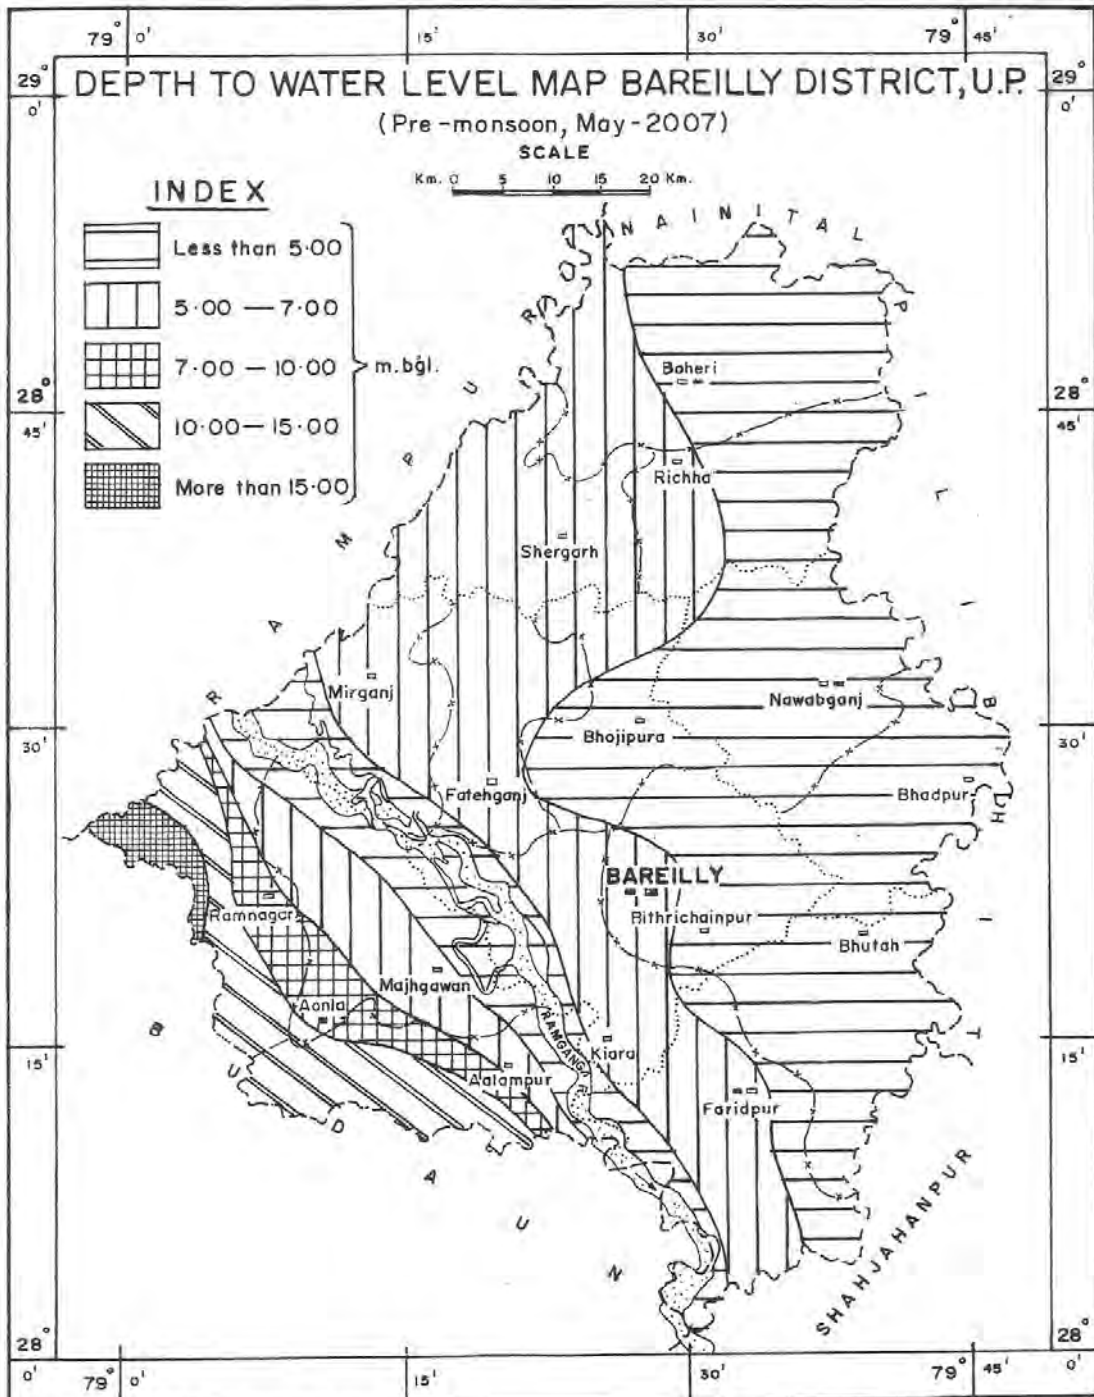 79° 0' 15' 30' 79° 45'
29° 0'
29° 0'
DEPTH TO WATER LEVEL MAP BAREILLY DISTRICT, U.P.
(Pre-monsoon, May-2007)
SCALE
Km. 0 5 10 15 20 Km.
INDEX
Less than 5·00
5·00 — 7·00
7·00 — 10·00
10·00 — 15·00
More than 15·00
m.bgl.
NAINITAL
RAMPUR
PILIBHIT
28° 45'
28° 45'
Baheri
Richha
Shergarh
Mirganj
Nawabganj
30'
30'
Bhojipura
Fatehganj
Bhadpur
BAREILLY
Ramnagar
Bithrichainpur
Bhutah
Majhgawan
Aonla
RAMGANGA
Kiara
15'
15'
Aalampur
Faridpur
BUDAUN
SHAHJAHANPUR
28° 0'
28° 0'
79° 0' 15' 30' 79° 45'